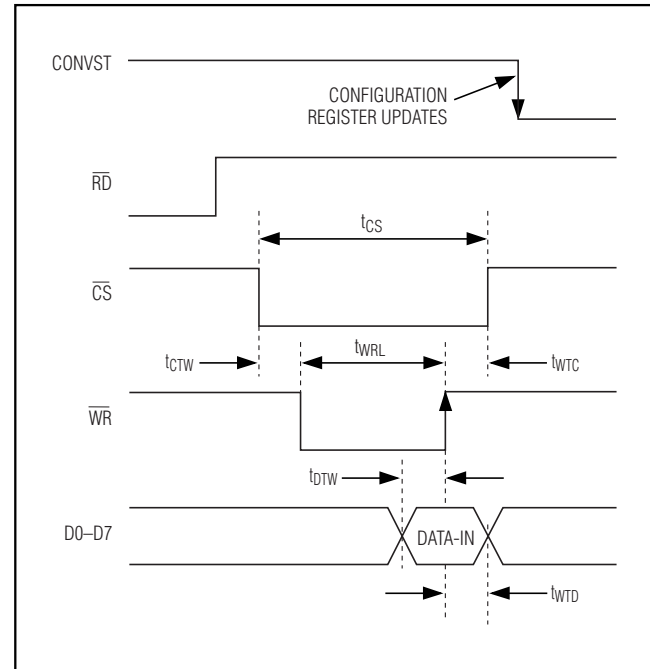 CONVST
CONFIGURATION
REGISTER UPDATES
RD
tCS
CS
tCTW
tWRL
tWTC
WR
tDTW
D0–D7
DATA-IN
tWTD